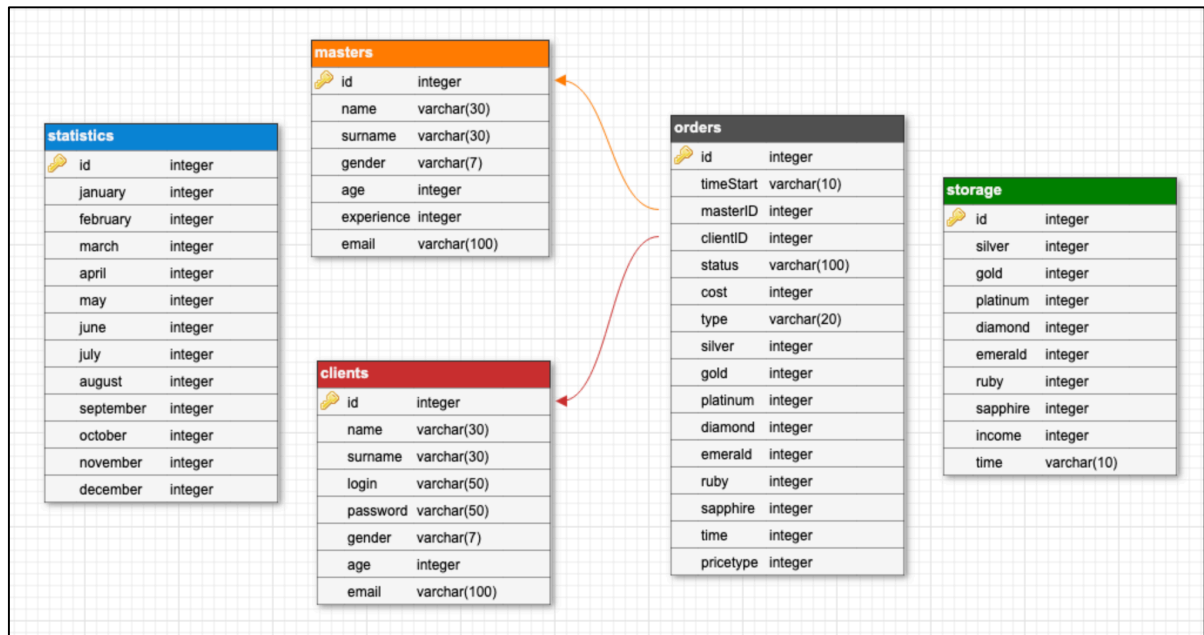 statistics
id integer
january integer
february integer
march integer
april integer
may integer
june integer
july integer
august integer
september integer
october integer
november integer
december integer
masters
id integer
name varchar(30)
surname varchar(30)
gender varchar(7)
age integer
experience integer
email varchar(100)
clients
id integer
name varchar(30)
surname varchar(30)
login varchar(50)
password varchar(50)
gender varchar(7)
age integer
email varchar(100)
orders
id integer
timeStart varchar(10)
masterID integer
clientID integer
status varchar(100)
cost integer
type varchar(20)
silver integer
gold integer
platinum integer
diamond integer
emerald integer
ruby integer
sapphire integer
time integer
pricetype integer
storage
id integer
silver integer
gold integer
platinum integer
diamond integer
emerald integer
ruby integer
sapphire integer
income integer
time varchar(10)